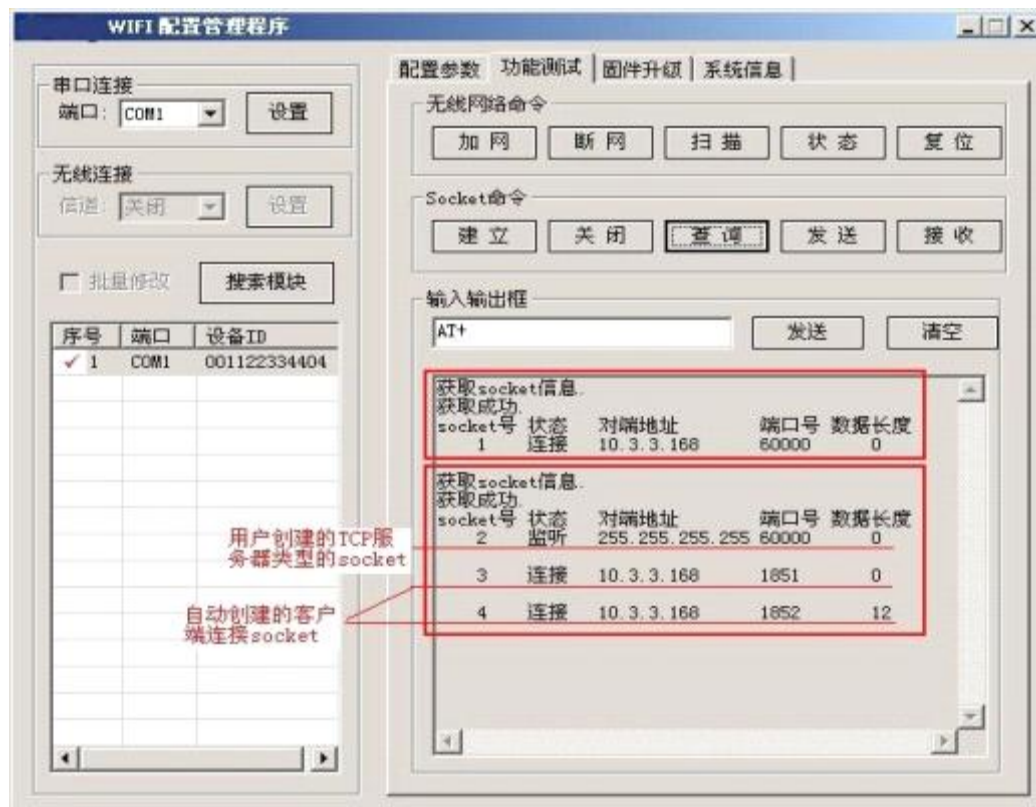 WIFI 配置管理程序
串口连接
端口: COM1 设置
无线连接
信道: 关闭 设置
批量修改 搜索模块
序号 端口 设备ID
1 COM1 001122334404
配置参数 功能测试 固件升级 系统信息
无线网络命令
加 网 断 网 扫 描 状 态 复 位
Socket命令
建 立 关 闭 查 询 发 送 接 收
输入输出框
AT+ 发送 清空
获取socket信息.
获取成功.
socket号 状态 对端地址 端口号 数据长度
1 连接 10.3.3.168 60000 0
获取socket信息.
获取成功.
socket号 状态 对端地址 端口号 数据长度
2 监听 255.255.255.255 60000 0
3 连接 10.3.3.168 1851 0
4 连接 10.3.3.168 1852 12
用户创建的TCP服
务器类型的socket
自动创建的客户
端连接socket